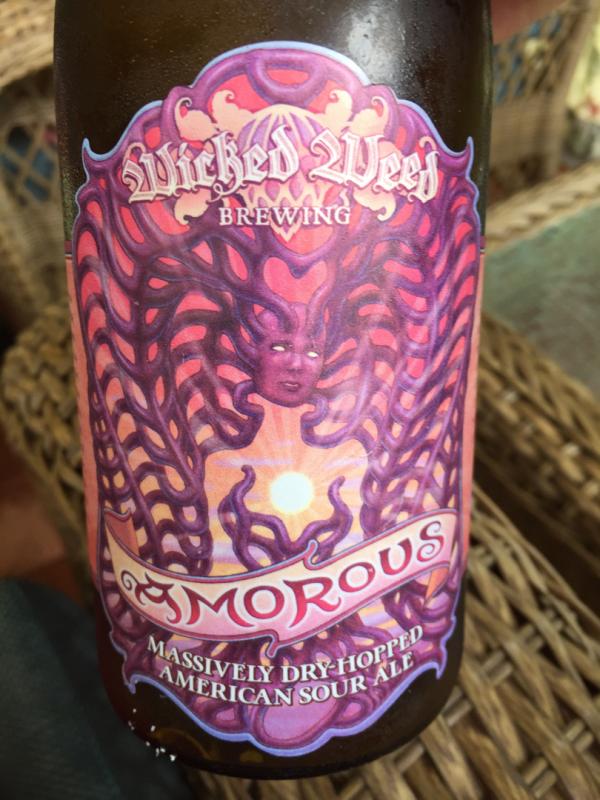 Wicked Weed
BREWING
AMOROUS
MASSIVELY DRY-HOPPED
AMERICAN SOUR ALE